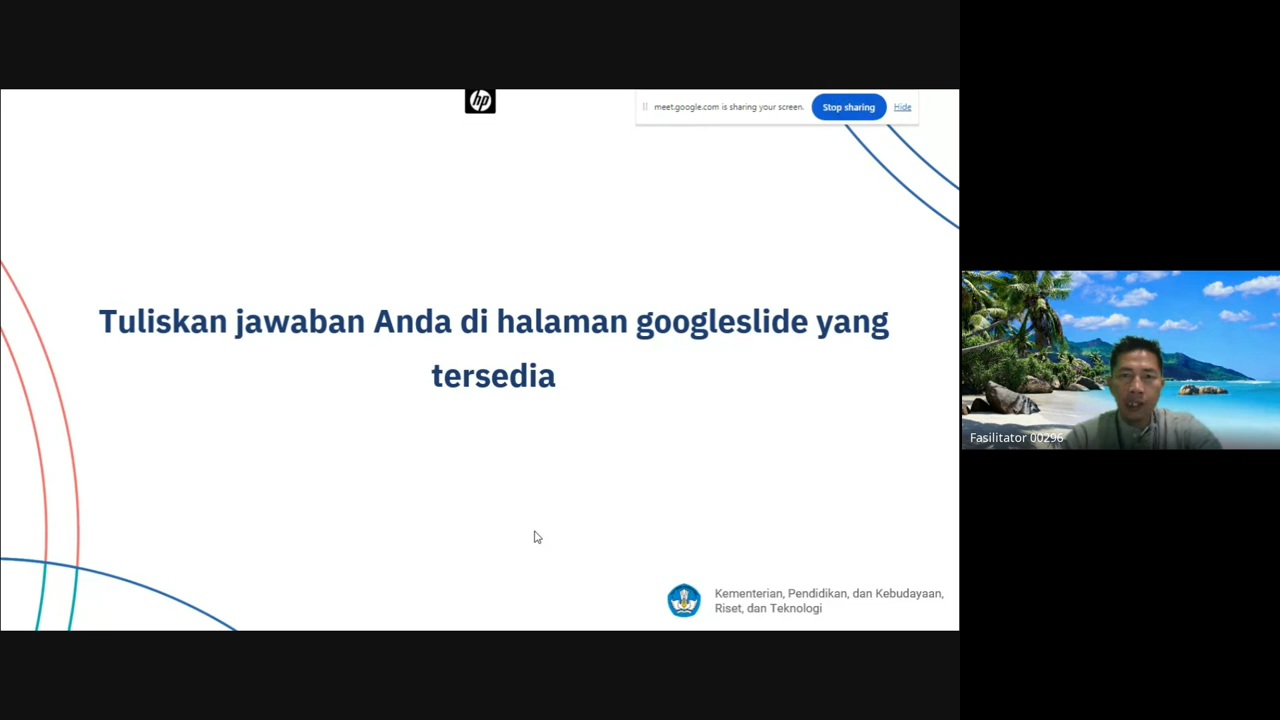 hp
meet.google.com is sharing your screen.
Stop sharing
Hide
Tuliskan jawaban Anda di halaman googleslide yang
tersedia
Fasilitator 00296
Kementerian, Pendidikan, dan Kebudayaan,
Riset, dan Teknologi